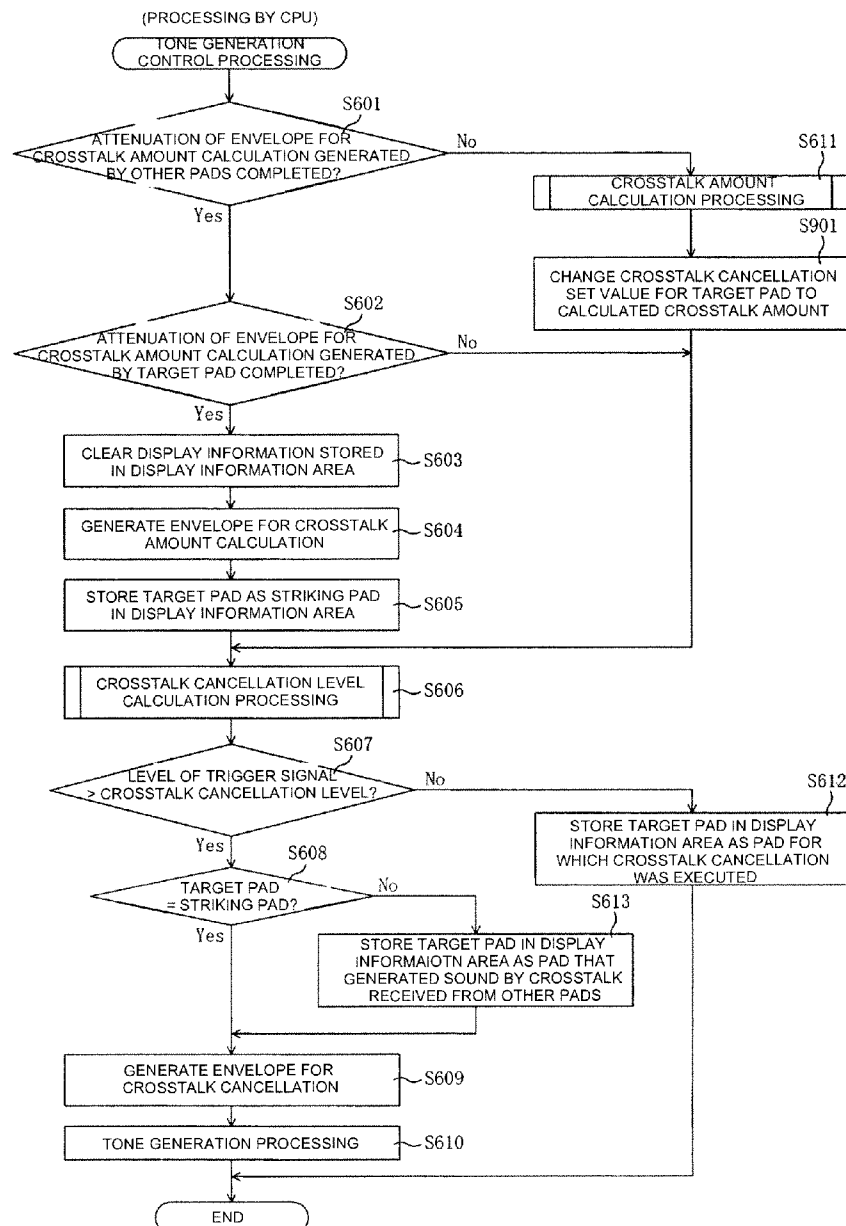 (PROCESSING BY CPU)
TONE GENERATION
CONTROL PROCESSING
S601
ATTENUATION OF ENVELOPE FOR
CROSSTALK AMOUNT CALCULATION GENERATED
BY OTHER PADS COMPLETED?
No
Yes
S611
CROSSTALK AMOUNT
CALCULATION PROCESSING
S901
CHANGE CROSSTALK CANCELLATION
SET VALUE FOR TARGET PAD TO
CALCULATED CROSSTALK AMOUNT
S602
ATTENUATION OF ENVELOPE FOR
CROSSTALK AMOUNT CALCULATION GENERATED
BY TARGET PAD COMPLETED?
No
Yes
CLEAR DISPLAY INFORMATION STORED
IN DISPLAY INFORMATION AREA
S603
GENERATE ENVELOPE FOR CROSSTALK
AMOUNT CALCULATION
S604
STORE TARGET PAD AS STRIKING PAD
IN DISPLAY INFORMATION AREA
S605
CROSSTALK CANCELLATION LEVEL
CALCULATION PROCESSING
S606
S607
LEVEL OF TRIGGER SIGNAL
> CROSSTALK CANCELLATION LEVEL?
No
Yes
S612
STORE TARGET PAD IN DISPLAY
INFORMATION AREA AS PAD FOR
WHICH CROSSTALK CANCELLATION
WAS EXECUTED
S608
TARGET PAD
= STRIKING PAD?
No
Yes
S613
STORE TARGET PAD IN DISPLAY
INFORMAIOTN AREA AS PAD THAT
GENERATED SOUND BY CROSSTALK
RECEIVED FROM OTHER PADS
GENERATE ENVELOPE FOR
CROSSTALK CANCELLATION
S609
TONE GENERATION PROCESSING
S610
END